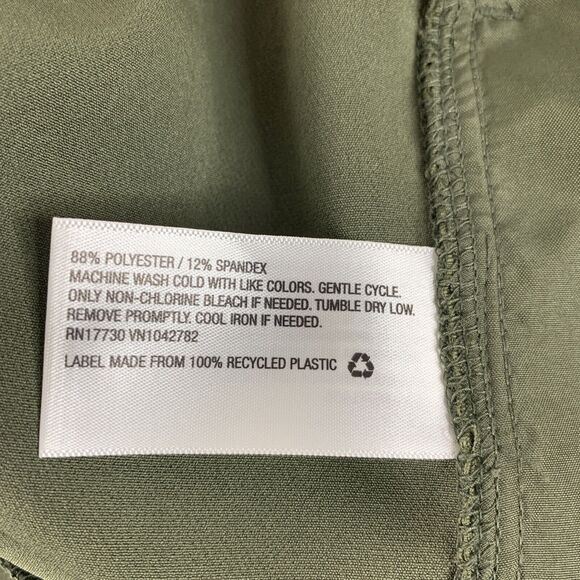 88% POLYESTER / 12% SPANDEX
MACHINE WASH COLD WITH LIKE COLORS. GENTLE CYCLE.
ONLY NON-CHLORINE BLEACH IF NEEDED. TUMBLE DRY LOW.
REMOVE PROMPTLY. COOL IRON IF NEEDED.
RN17730 VN1042782
LABEL MADE FROM 100% RECYCLED PLASTIC